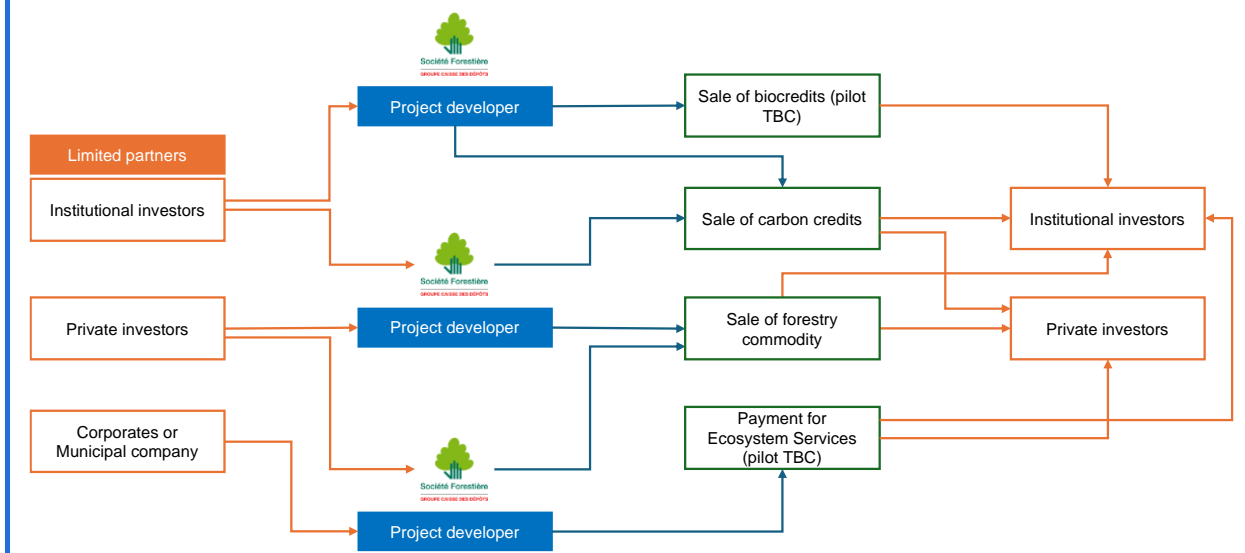 Société Forestière
GROUPE CAISSE DES DÉPÔTS
Project developer
Sale of biocredits (pilot
TBC)
Limited partners
Institutional investors
Sale of carbon credits
Institutional investors
Société Forestière
GROUPE CAISSE DES DÉPÔTS
Private investors
Project developer
Sale of forestry
commodity
Private investors
Corporates or
Municipal company
Payment for
Ecosystem Services
(pilot TBC)
Société Forestière
GROUPE CAISSE DES DÉPÔTS
Project developer